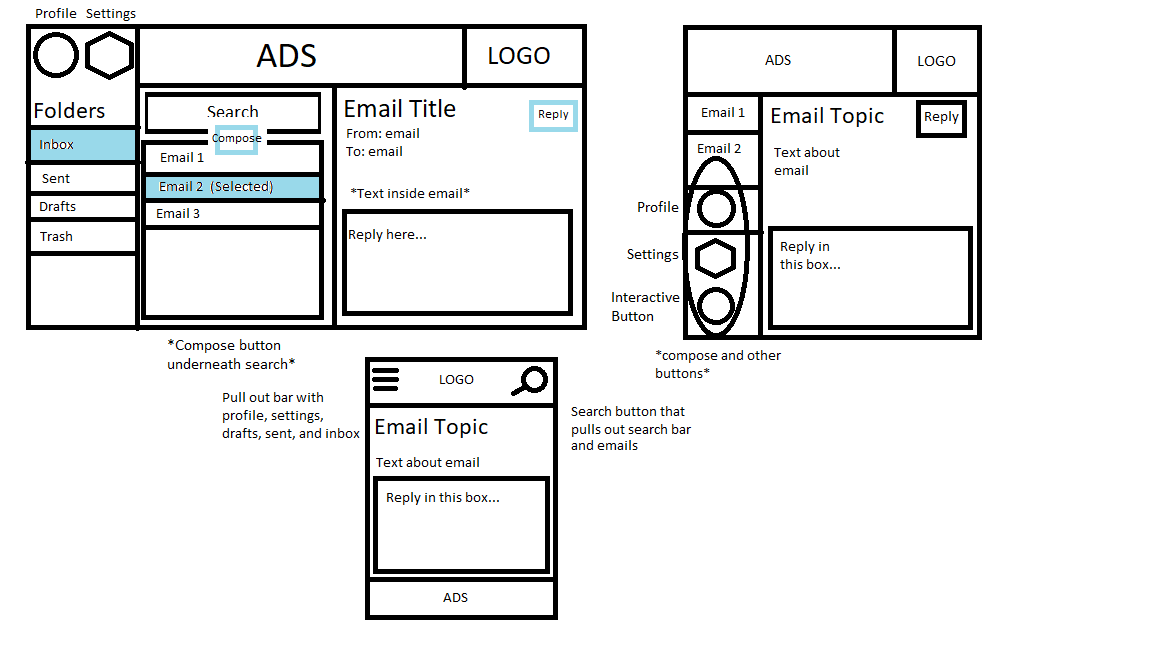 Profile Settings
ADS
LOGO
Folders
Inbox
Sent
Drafts
Trash
Search
Compose
Email 1
Email 2 (Selected)
Email 3
Email Title
Reply
From: email
To: email
*Text inside email*
Reply here...
*Compose button
underneath search*
ADS
LOGO
Email 1
Email 2
Profile
Settings
Interactive
Button
Email Topic
Reply
Text about
email
Reply in
this box...
*compose and other
buttons*
Pull out bar with
profile, settings,
drafts, sent, and inbox
LOGO
Email Topic
Text about email
Reply in this box...
ADS
Search button that
pulls out search bar
and emails